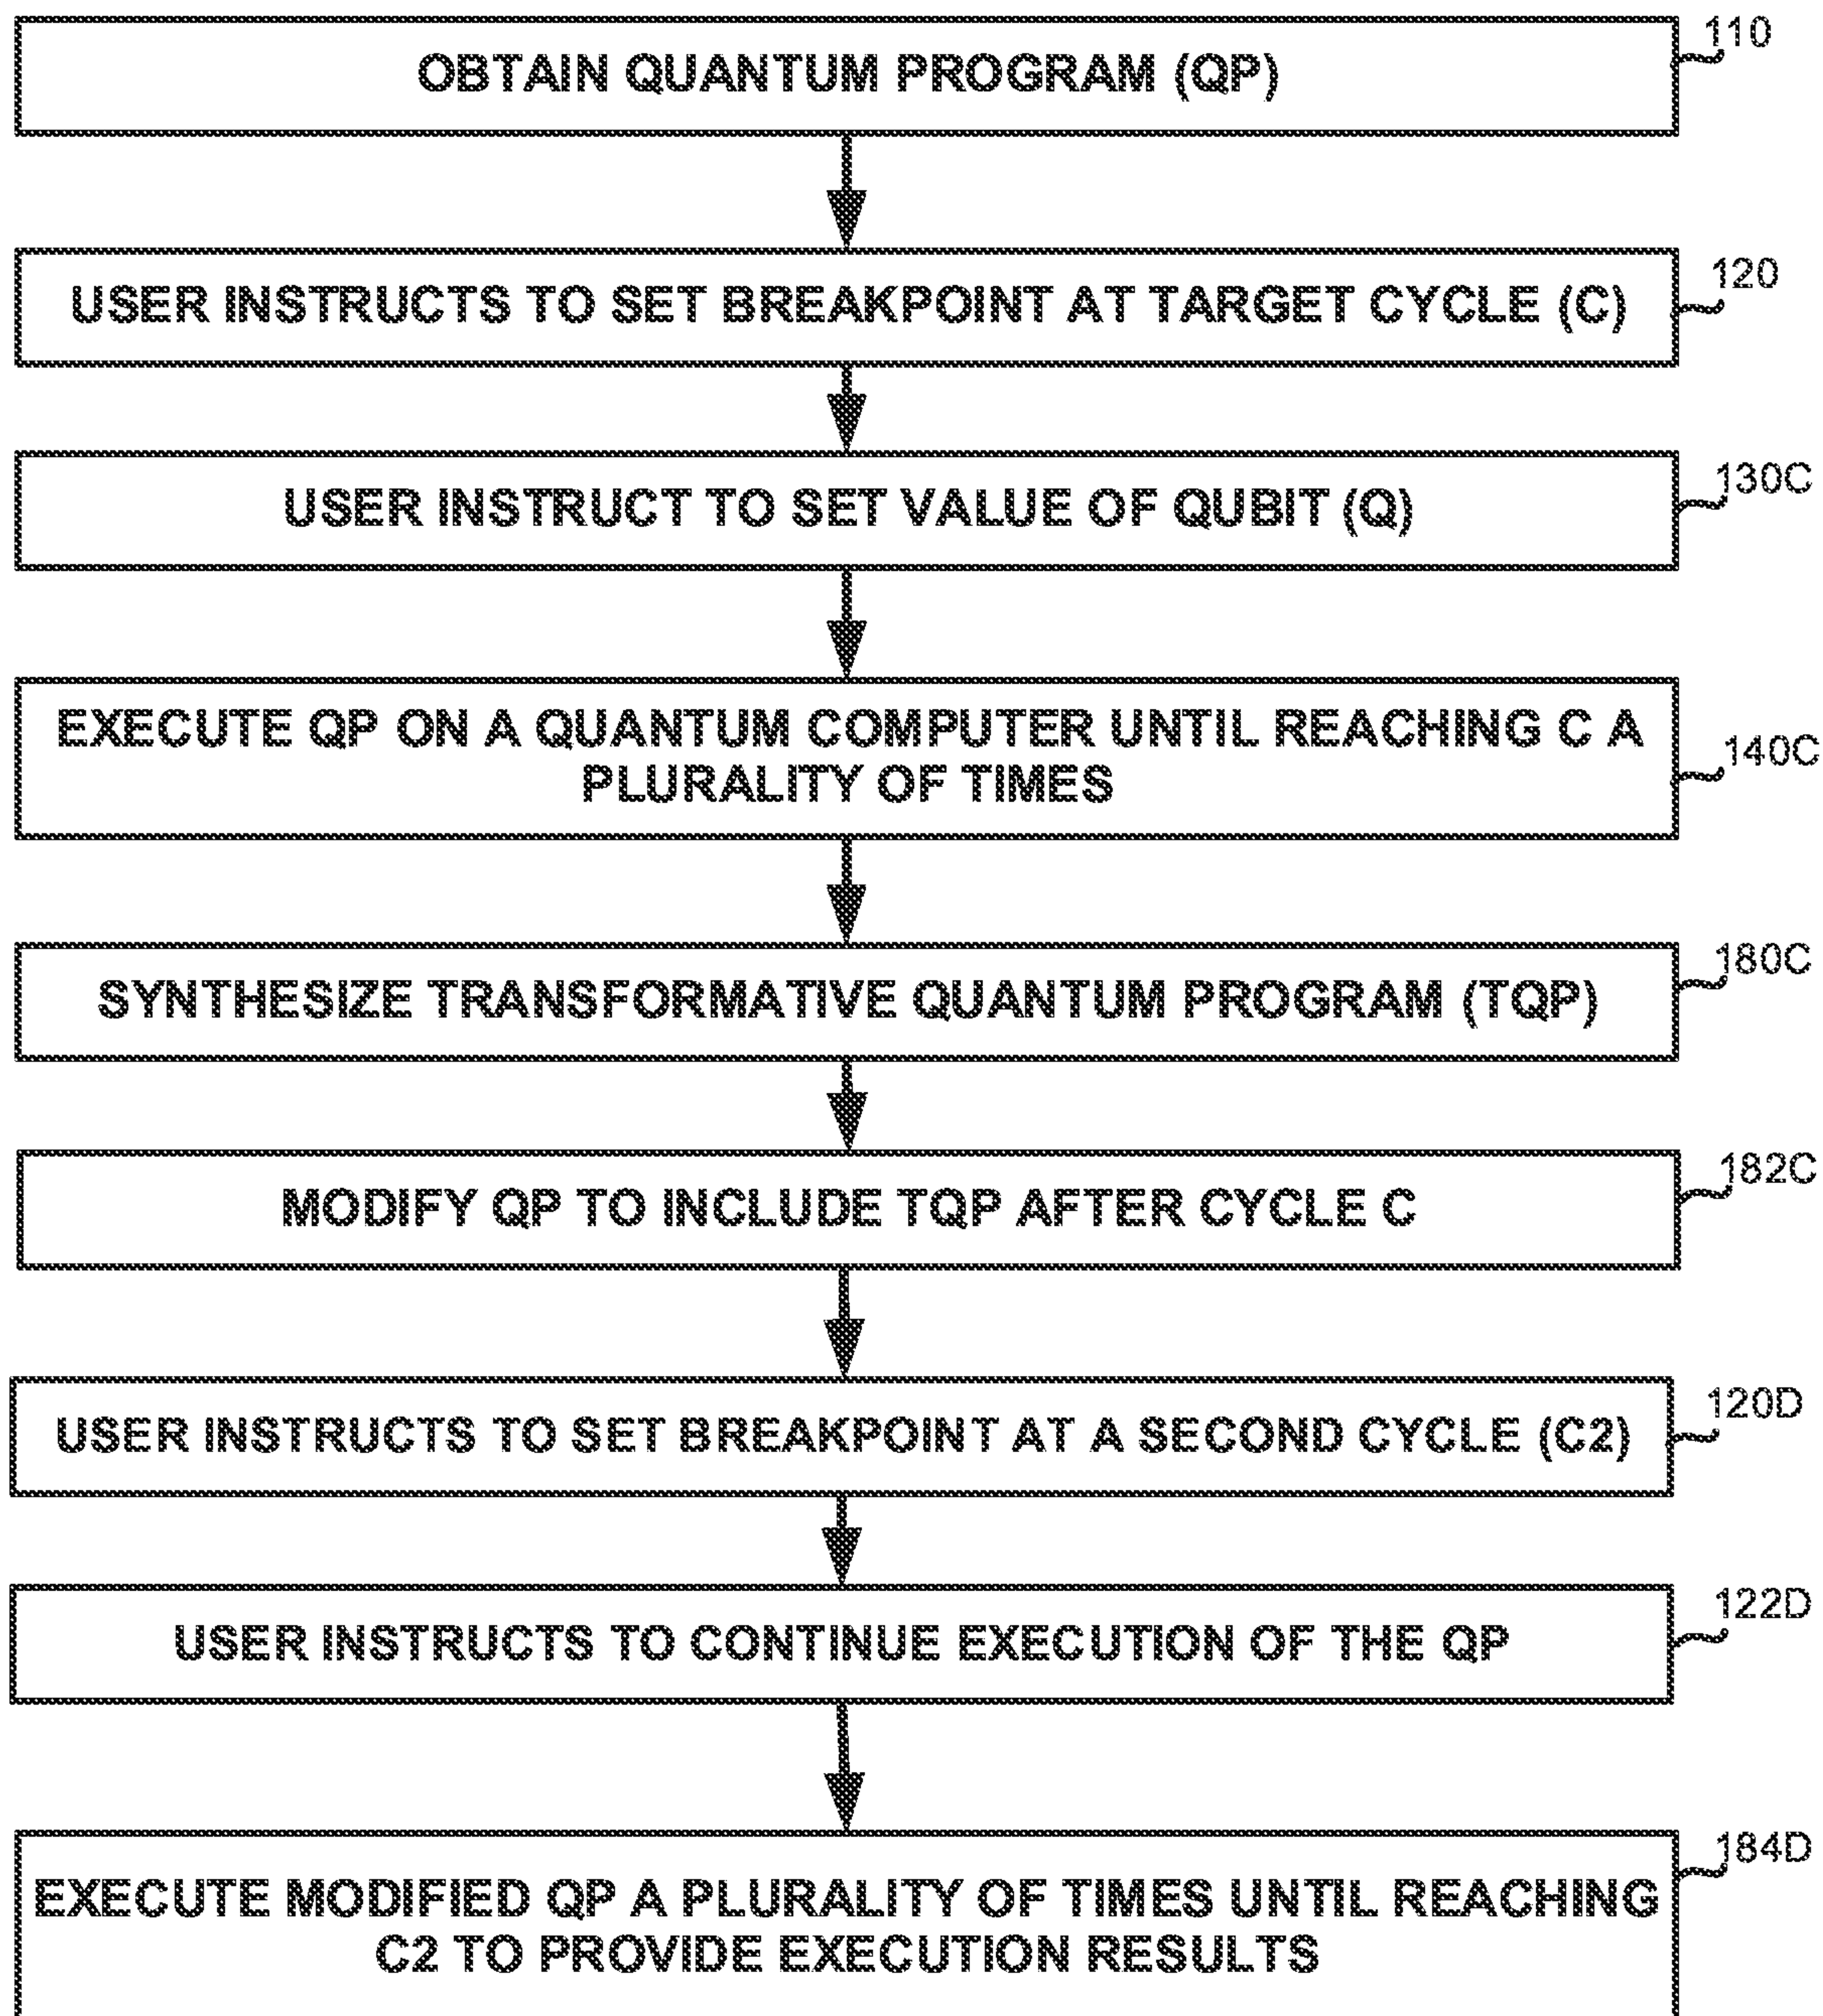 110
OBTAIN QUANTUM PROGRAM (QP)
120
USER INSTRUCTS TO SET BREAKPOINT AT TARGET CYCLE (C)
130C
USER INSTRUCT TO SET VALUE OF QUBIT (Q)
EXECUTE QP ON A QUANTUM COMPUTER UNTIL REACHING C A
PLURALITY OF TIMES
140C
180C
SYNTHESIZE TRANSFORMATIVE QUANTUM PROGRAM (TQP)
182C
MODIFY QP TO INCLUDE TQP AFTER CYCLE C
120D
USER INSTRUCTS TO SET BREAKPOINT AT A SECOND CYCLE (C2)
122D
USER INSTRUCTS TO CONTINUE EXECUTION OF THE QP
184D
EXECUTE MODIFIED QP A PLURALITY OF TIMES UNTIL REACHING
C2 TO PROVIDE EXECUTION RESULTS